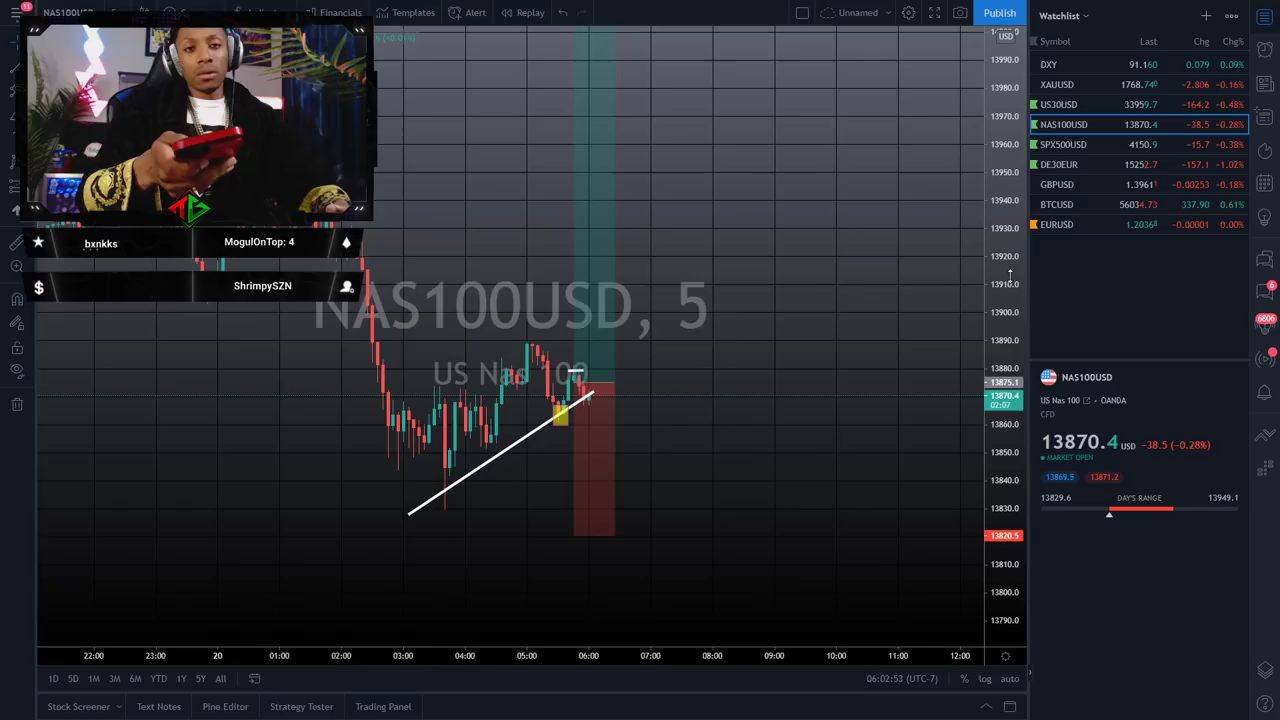 11
NAS100USD
Financials
Templates
Alert
Replay
Unnamed
Publish
Watchlist
Symbol Last Chg Chg%
DXY 91.160 0.079 0.09%
XAUUSD 1768.740 −2.806 −0.16%
US30USD 33959.7 −164.2 −0.48%
NAS100USD 13870.4 −38.5 −0.28%
SPX500USD 4150.9 −15.7 −0.38%
DE30EUR 15252.7 −157.1 −1.02%
GBPUSD 1.39611 −0.00253 −0.18%
BTCUSD 56034.73 337.90 0.61%
EURUSD 1.20368 −0.00001 0.00%
bxnkks
MogulOnTop: 4
ShrimpySZN
TG
NAS100USD, 5
US Nas 100
USD
13990.0
13980.0
13970.0
13960.0
13950.0
13940.0
13930.0
13920.0
13910.0
13900.0
13890.0
13880.0
13875.1
13870.4
02:07
13860.0
13850.0
13840.0
13830.0
13820.5
13810.0
13800.0
13790.0
6
6806
NAS100USD
US Nas 100 OANDA
CFD
13870.4 USD −38.5 (−0.28%)
MARKET OPEN
13869.5 13871.2
13829.6 DAY'S RANGE 13949.1
22:00 23:00 20 01:00 02:00 03:00 04:00 05:00 06:00 07:00 08:00 09:00 10:00 11:00 12:00
1D 5D 1M 3M 6M YTD 1Y 5Y All
06:02:53 (UTC-7) % log auto
Stock Screener Text Notes Pine Editor Strategy Tester Trading Panel